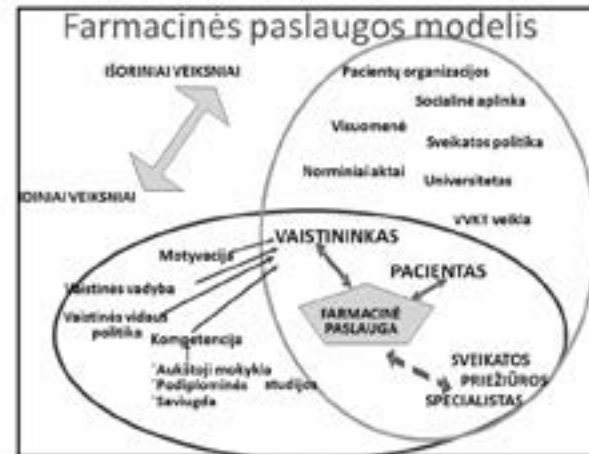 Farmacinės paslaugos modelis
IŠORINIAI VEIKSNIAI
Pacientų organizacijos
Socialinė aplinka
Visuomenė
Sveikatos politika
Norminiai aktai
Universitetas
IDINIAI VEIKSNIAI
VVKT veikla
VAISTININKAS
Motyvacija
PACIENTAS
Vaistinės vadyba
Vaistinės vidaus
politika
FARMACINĖ
PASLAUGA
Kompetencija
Aukštoji mokykla
Podiplominės studijos
Saviugda
SVEIKATOS
PRIEŽIŪROS
SPECIALISTAS